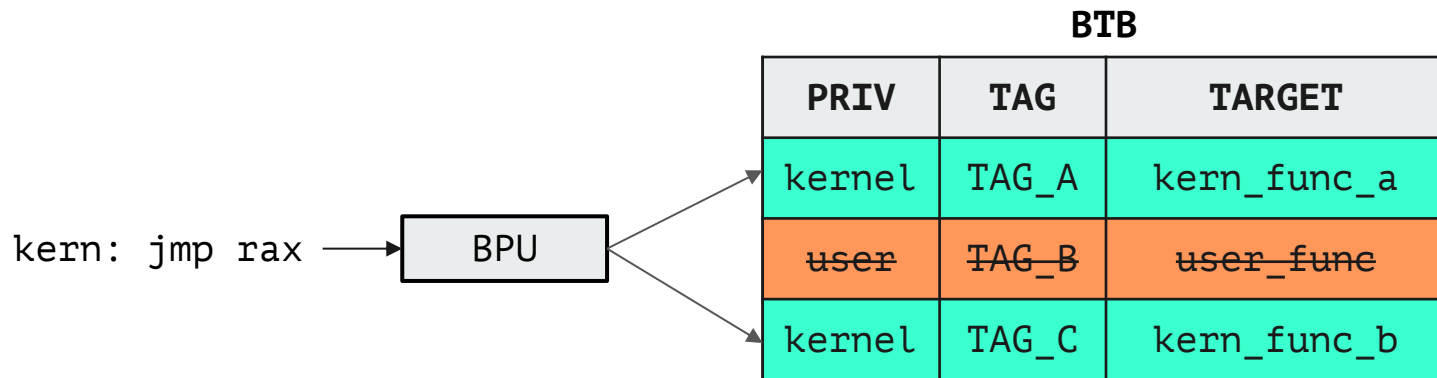 BTB
PRIV TAG TARGET
kernel TAG_A kern_func_a
kern: jmp rax BPU user TAG_B user_func
kernel TAG_C kern_func_b